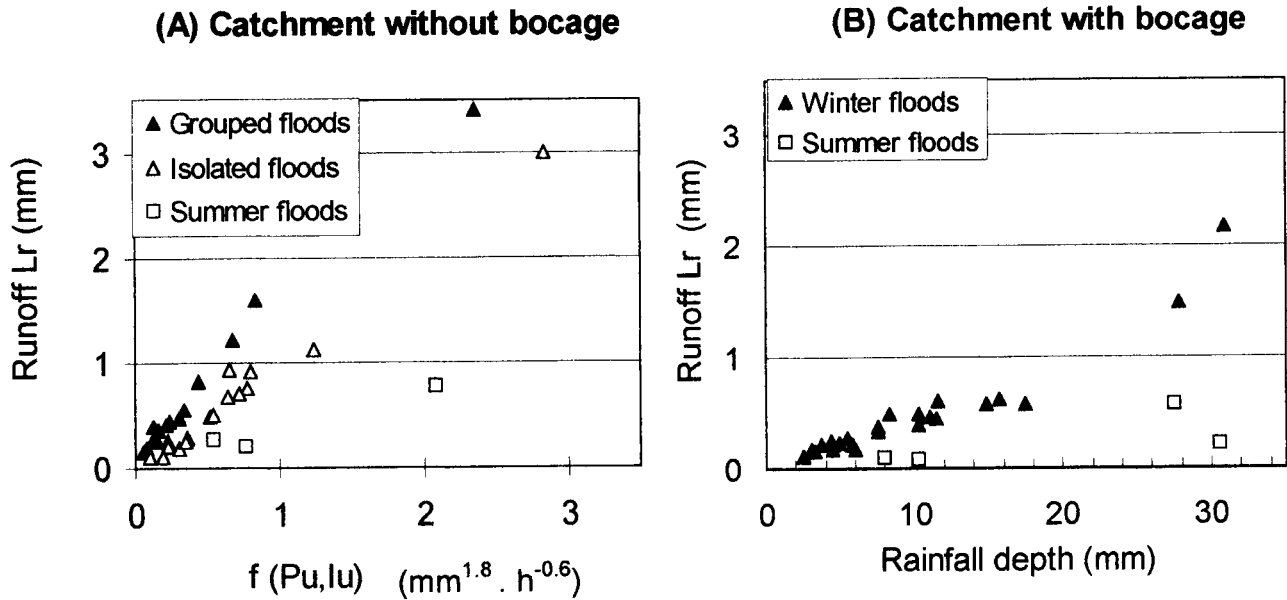 (A) Catchment without bocage
Runoff Lr (mm)
3
2
1
0
▲ Grouped floods
△ Isolated floods
□ Summer floods
0 1 2 3
f (Pu,Iu) (mm^1.8 . h^-0.6)
(B) Catchment with bocage
Runoff Lr (mm)
3
2
1
0
▲ Winter floods
□ Summer floods
0 10 20 30
Rainfall depth (mm)